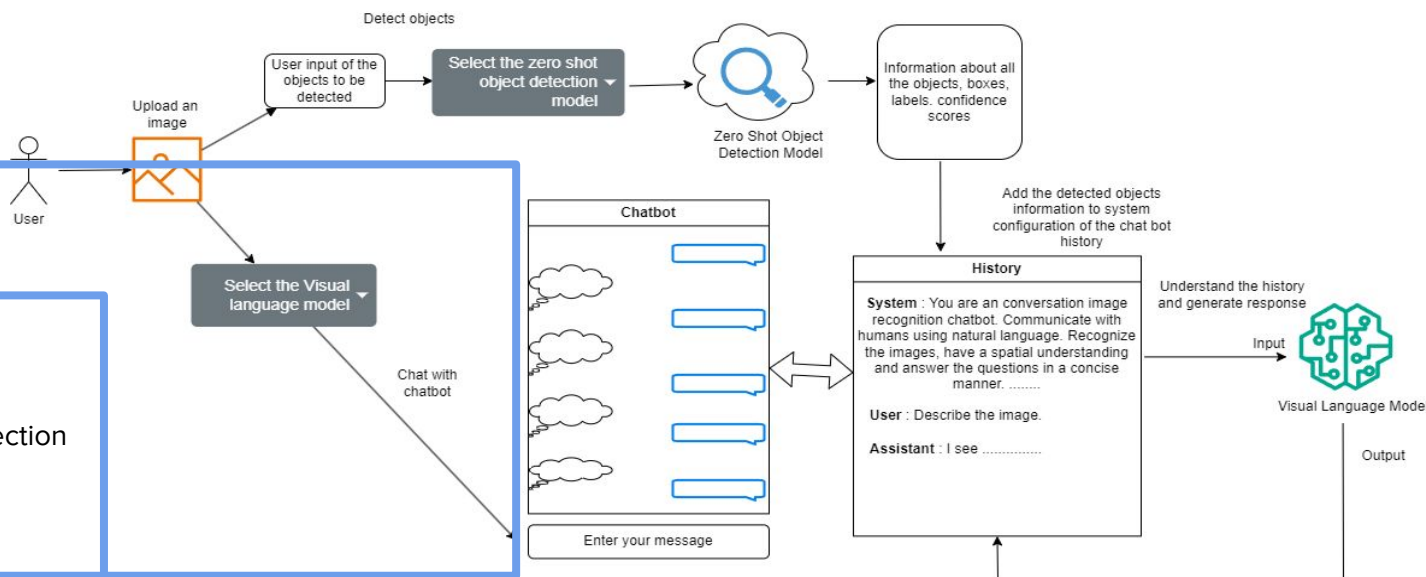 Detect objects
User input of the
objects to be
detected
Select the zero shot
object detection
model
Zero Shot Object
Detection Model
Information about all
the objects, boxes,
labels. confidence
scores
Upload an
image
User
Add the detected objects
information to system
configuration of the chat bot
history
Select the Visual
language model
Chat with
chatbot
Chatbot
Enter your message
History
System : You are an conversation image
recognition chatbot. Communicate with
humans using natural language. Recognize
the images, have a spatial understanding
and answer the questions in a concise
manner. ........
User : Describe the image.
Assistant : I see ...............
Understand the history
and generate response
Input
Visual Language Model
Output